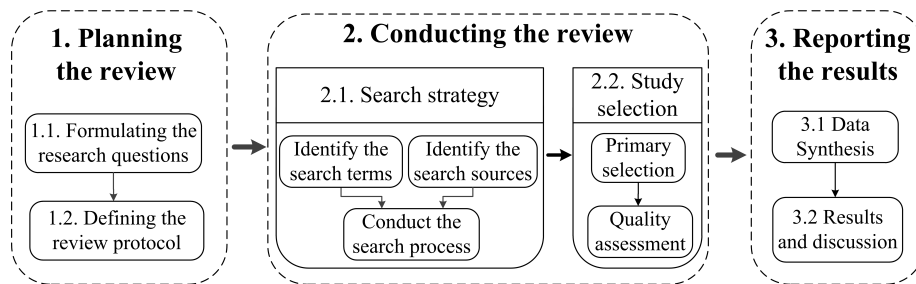 1. Planning
the review
1.1. Formulating the
research questions
1.2. Defining the
review protocol
2. Conducting the review
2.1. Search strategy
Identify the
search terms
Identify the
search sources
Conduct the
search process
2.2. Study
selection
Primary
selection
Quality
assessment
3. Reporting
the results
3.1 Data
Synthesis
3.2 Results
and discussion